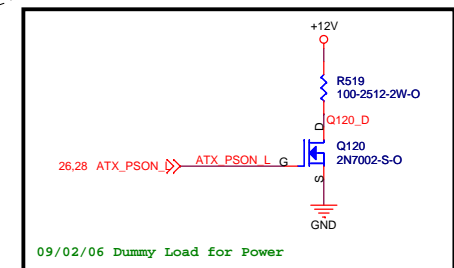 +12V
R519
100-2512-2W-O
Q120_D
D
Q120
2N7002-S-O
26,28 ATX_PSON_L
ATX_PSON_L
G
S
GND
09/02/06 Dummy Load for Power